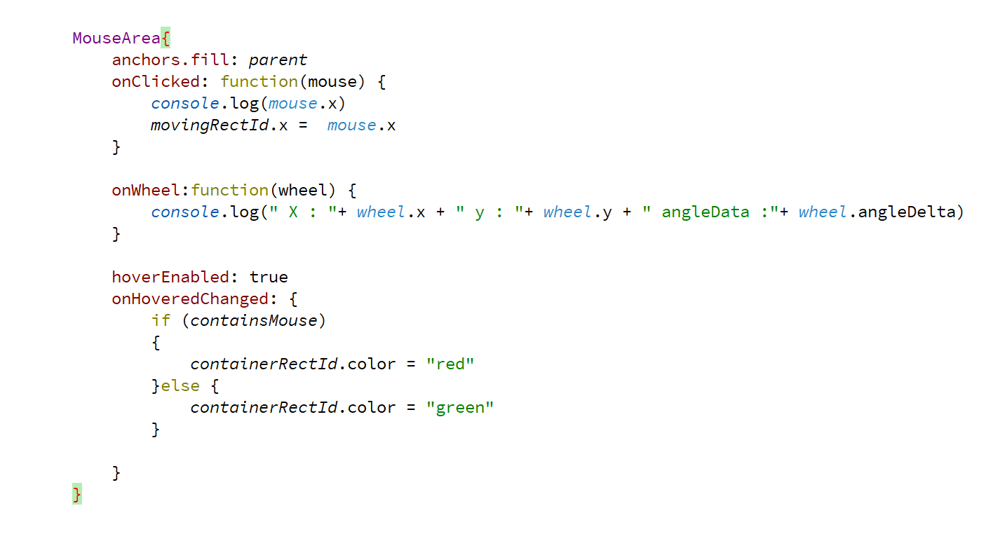 MouseArea{
    anchors.fill: parent
    onClicked: function(mouse) {
        console.log(mouse.x)
        movingRectId.x =  mouse.x
    }
    onWheel:function(wheel) {
        console.log(" X : "+ wheel.x + " y : "+ wheel.y + " angleData :"+ wheel.angleDelta)
    }
    hoverEnabled: true
    onHoveredChanged: {
        if (containsMouse)
        {
            containerRectId.color = "red"
        }else {
            containerRectId.color = "green"
        }
    }
}